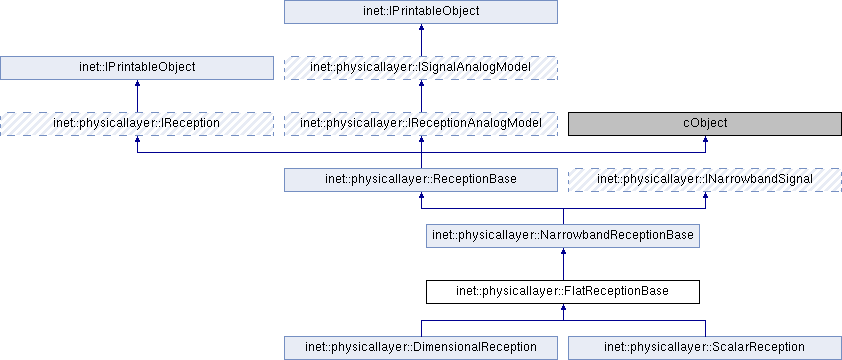 inet::IPrintableObject
inet::IPrintableObject
inet::physicallayer::ISignalAnalogModel
inet::physicallayer::IReception
inet::physicallayer::IReceptionAnalogModel
cObject
inet::physicallayer::ReceptionBase
inet::physicallayer::INarrowbandSignal
inet::physicallayer::NarrowbandReceptionBase
inet::physicallayer::FlatReceptionBase
inet::physicallayer::DimensionalReception
inet::physicallayer::ScalarReception